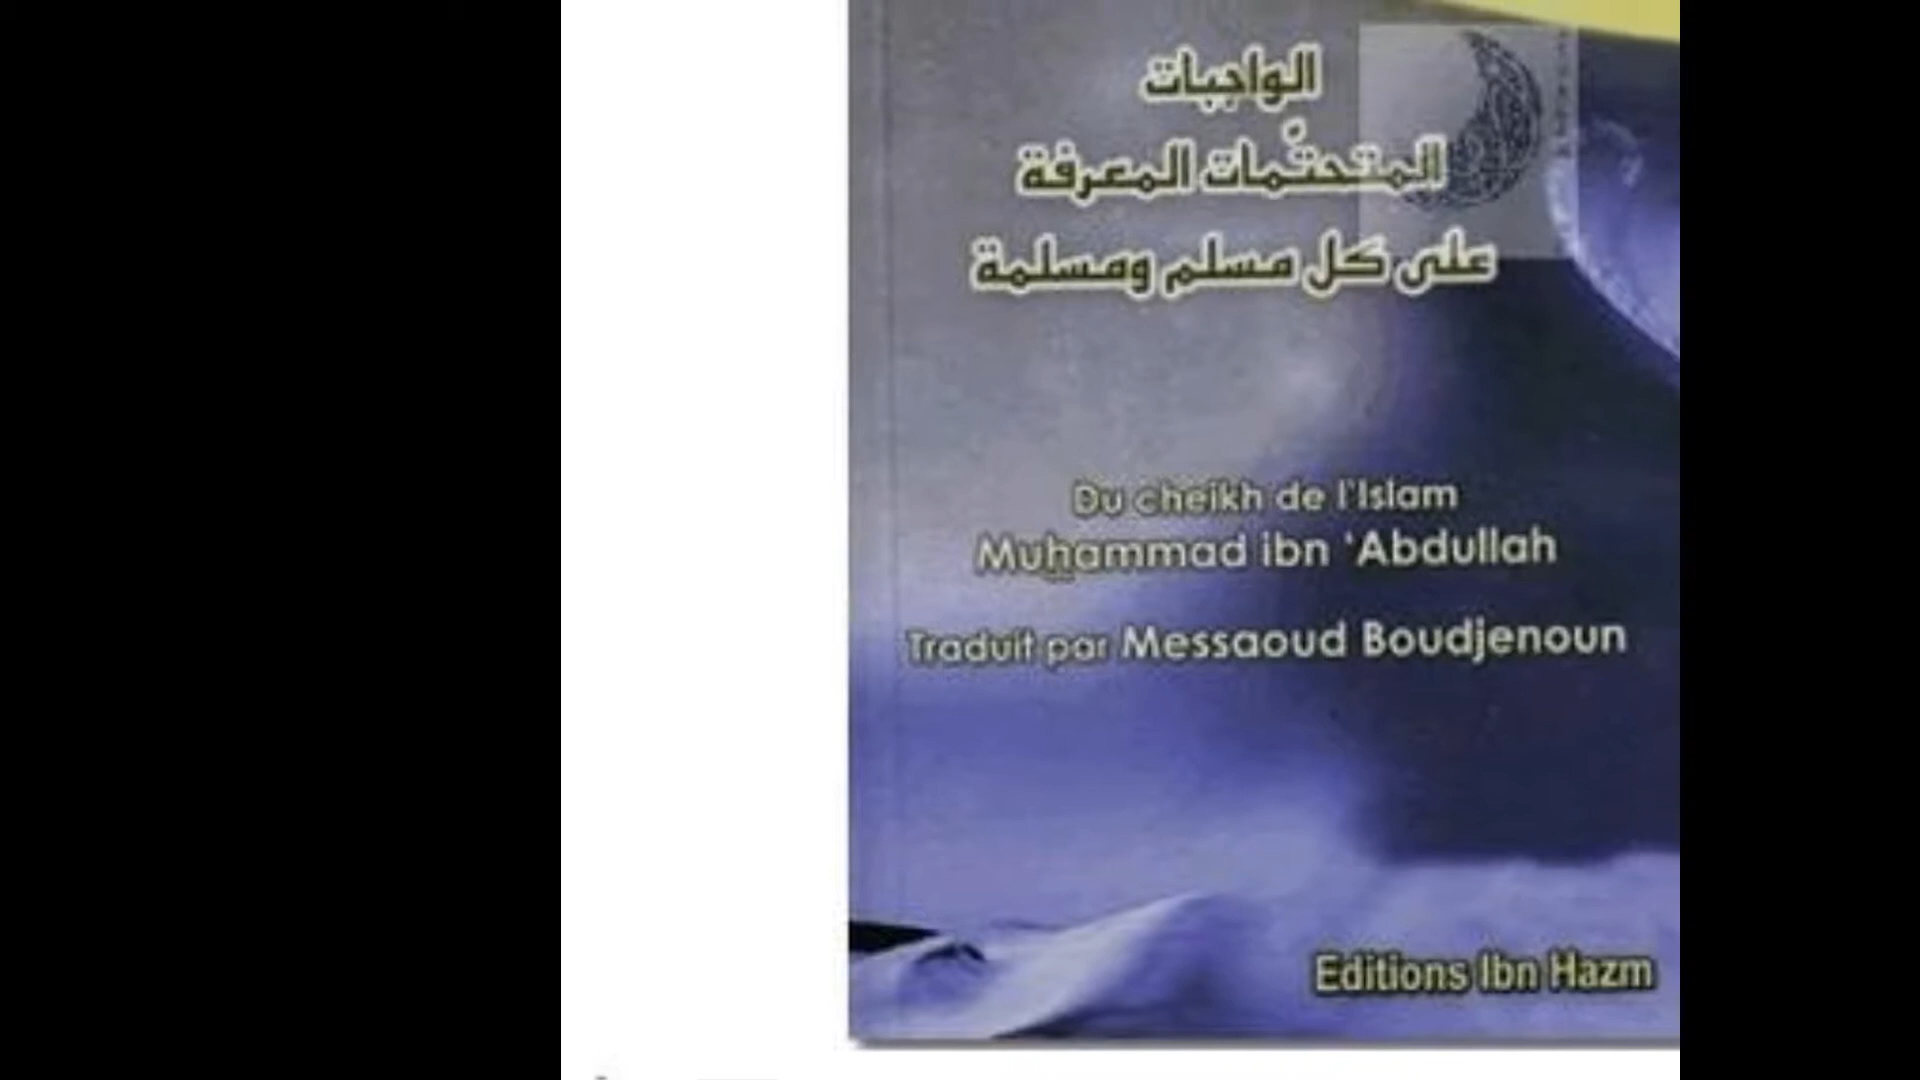 الواجبات
المتحتمات المعرفة
على كل مسلم ومسلمة
Du cheikh de l'Islam
Muhammad ibn 'Abdullah
Traduit par Messaoud Boudjenoun
Editions Ibn Hazm